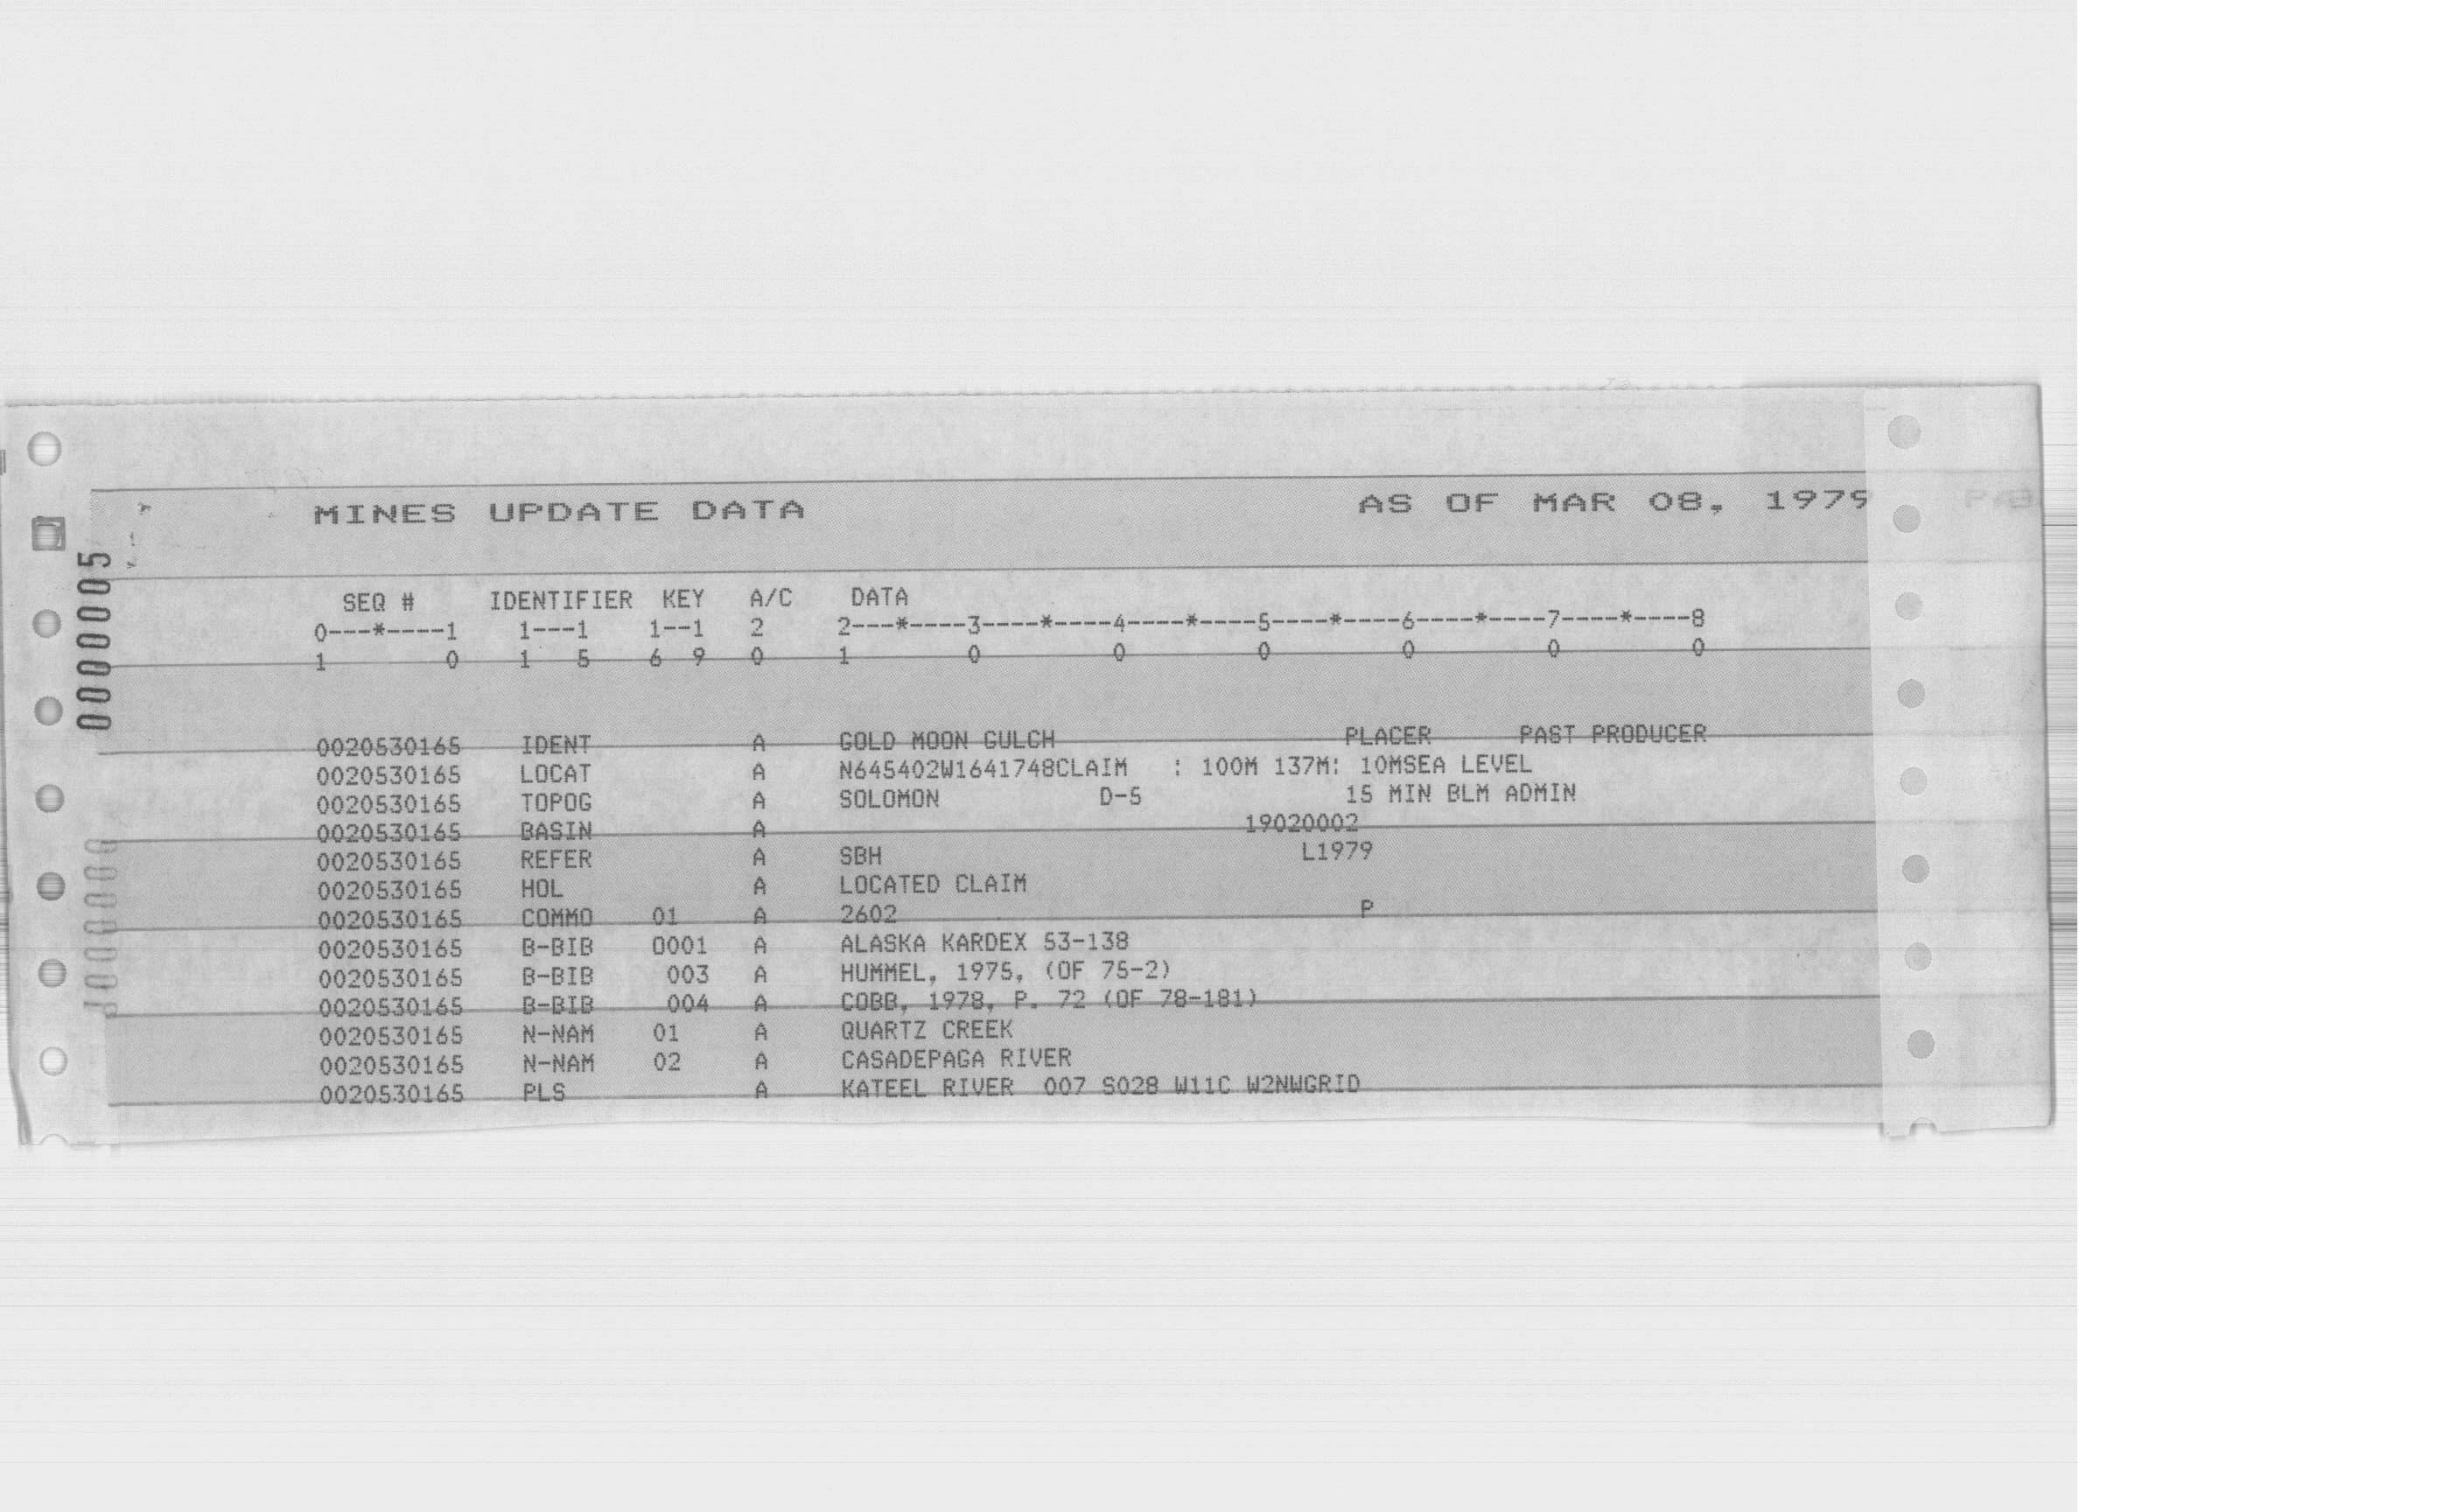 MINES UPDATE DATA AS OF MAR 08, 1979
0000005
SEQ # IDENTIFIER KEY A/C DATA
0---*----1 1---1 1--1 2 2---*----3----*----4----*----5----*----6----*----7----*----8
1 0 1 5 6 9 0 1 0 0 0 0 0 0
0020530165 IDENT A GOLD MOON GULCH PLACER PAST PRODUCER
0020530165 LOCAT A N645402W1641748CLAIM : 100M 137M: 10MSEA LEVEL
0020530165 TOPOG A SOLOMON D-5 15 MIN BLM ADMIN
0020530165 BASIN A 19020002
0020530165 REFER A SBH L1979
0020530165 HOL A LOCATED CLAIM
0020530165 COMMO 01 A 2602 P
0020530165 B-BIB 0001 A ALASKA KARDEX 53-138
0020530165 B-BIB 003 A HUMMEL, 1975, (OF 75-2)
0020530165 B-BIB 004 A COBB, 1978, P. 72 (OF 78-181)
0020530165 N-NAM 01 A QUARTZ CREEK
0020530165 N-NAM 02 A CASADEPAGA RIVER
0020530165 PLS A KATEEL RIVER 007 S028 W11C W2NWGRID